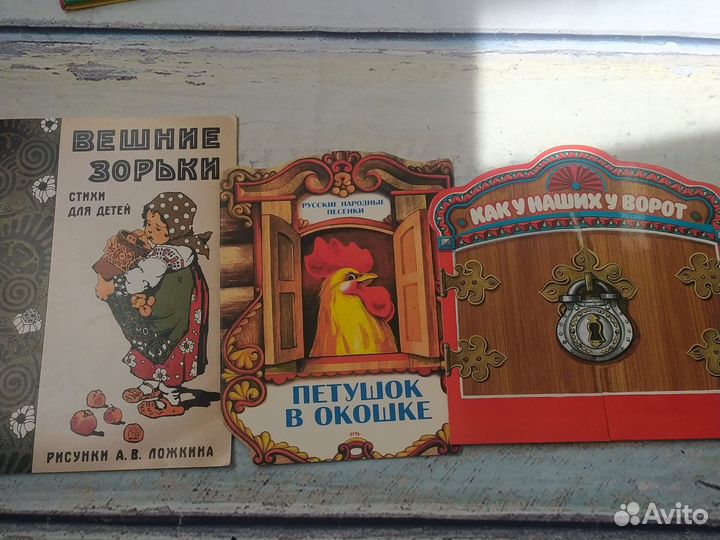 ВЕШНИЕ
ЗОРЬКИ
СТИХИ
ДЛЯ ДЕТЕЙ
РИСУНКИ А. В. ЛОЖКИНА
РУССКИЕ НАРОДНЫЕ
ПЕСЕНКИ
ПЕТУШОК
В ОКОШКЕ
КАК У НАШИХ У ВОРОТ
Avito